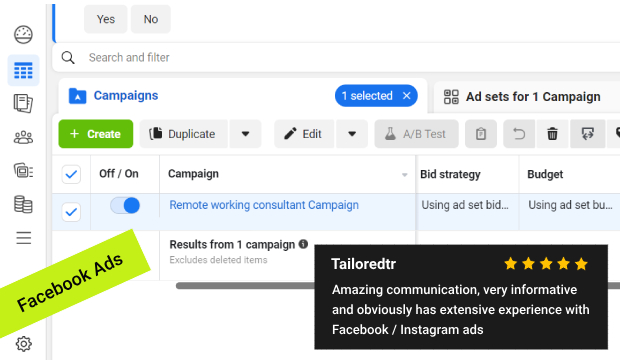 Yes No
Search and filter
Campaigns 1 selected × Ad sets for 1 Campaign
+ Create Duplicate Edit A/B Test
Off / On Campaign Bid strategy Budget
Remote working consultant Campaign Using ad set bid... Using ad set bu...
Results from 1 campaign
Excludes deleted items
Facebook Ads
Tailoredtr
Amazing communication, very informative
and obviously has extensive experience with
Facebook / Instagram ads